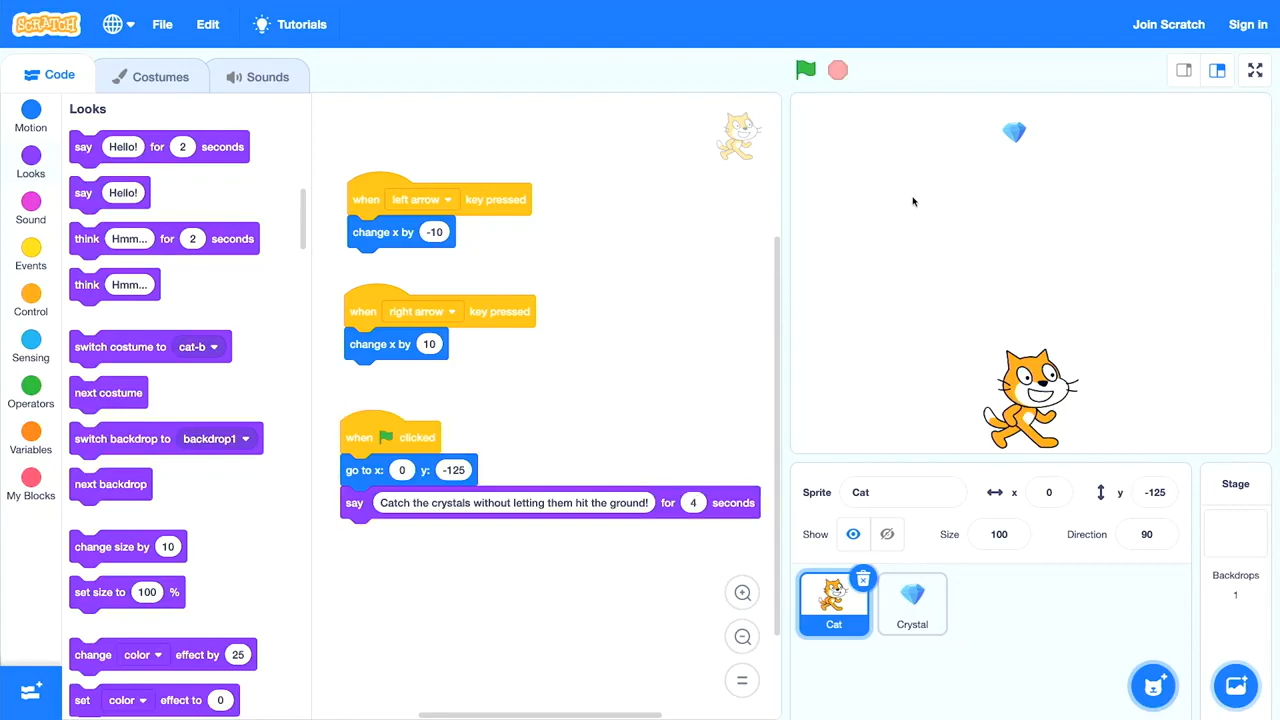 SCRATCH File Edit Tutorials Join Scratch Sign in
Code Costumes Sounds
Motion
Looks
Sound
Events
Control
Sensing
Operators
Variables
My Blocks
Looks
say Hello! for 2 seconds
say Hello!
think Hmm... for 2 seconds
think Hmm...
switch costume to cat-b
next costume
switch backdrop to backdrop1
next backdrop
change size by 10
set size to 100 %
change color effect by 25
set color effect to 0
when left arrow key pressed
change x by -10
when right arrow key pressed
change x by 10
when clicked
go to x: 0 y: -125
say Catch the crystals without letting them hit the ground! for 4 seconds
Sprite Cat x 0 y -125
Show Size 100 Direction 90
Cat Crystal
Stage
Backdrops
1